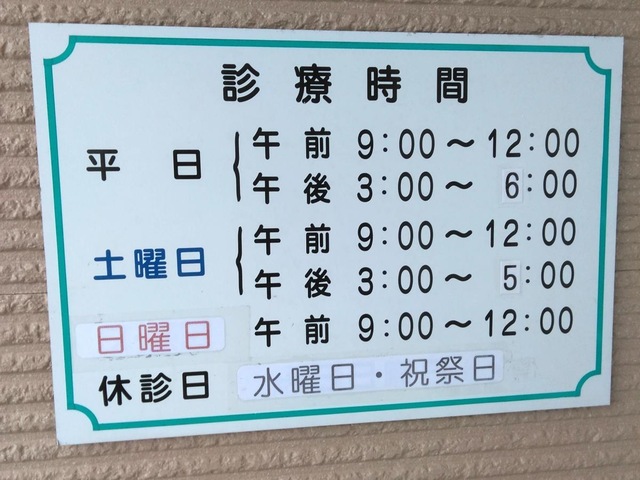 診療時間
平日 午前 9:00～12:00
午後 3:00～6:00
土曜日 午前 9:00～12:00
午後 3:00～5:00
日曜日 午前 9:00～12:00
休診日 水曜日・祝祭日